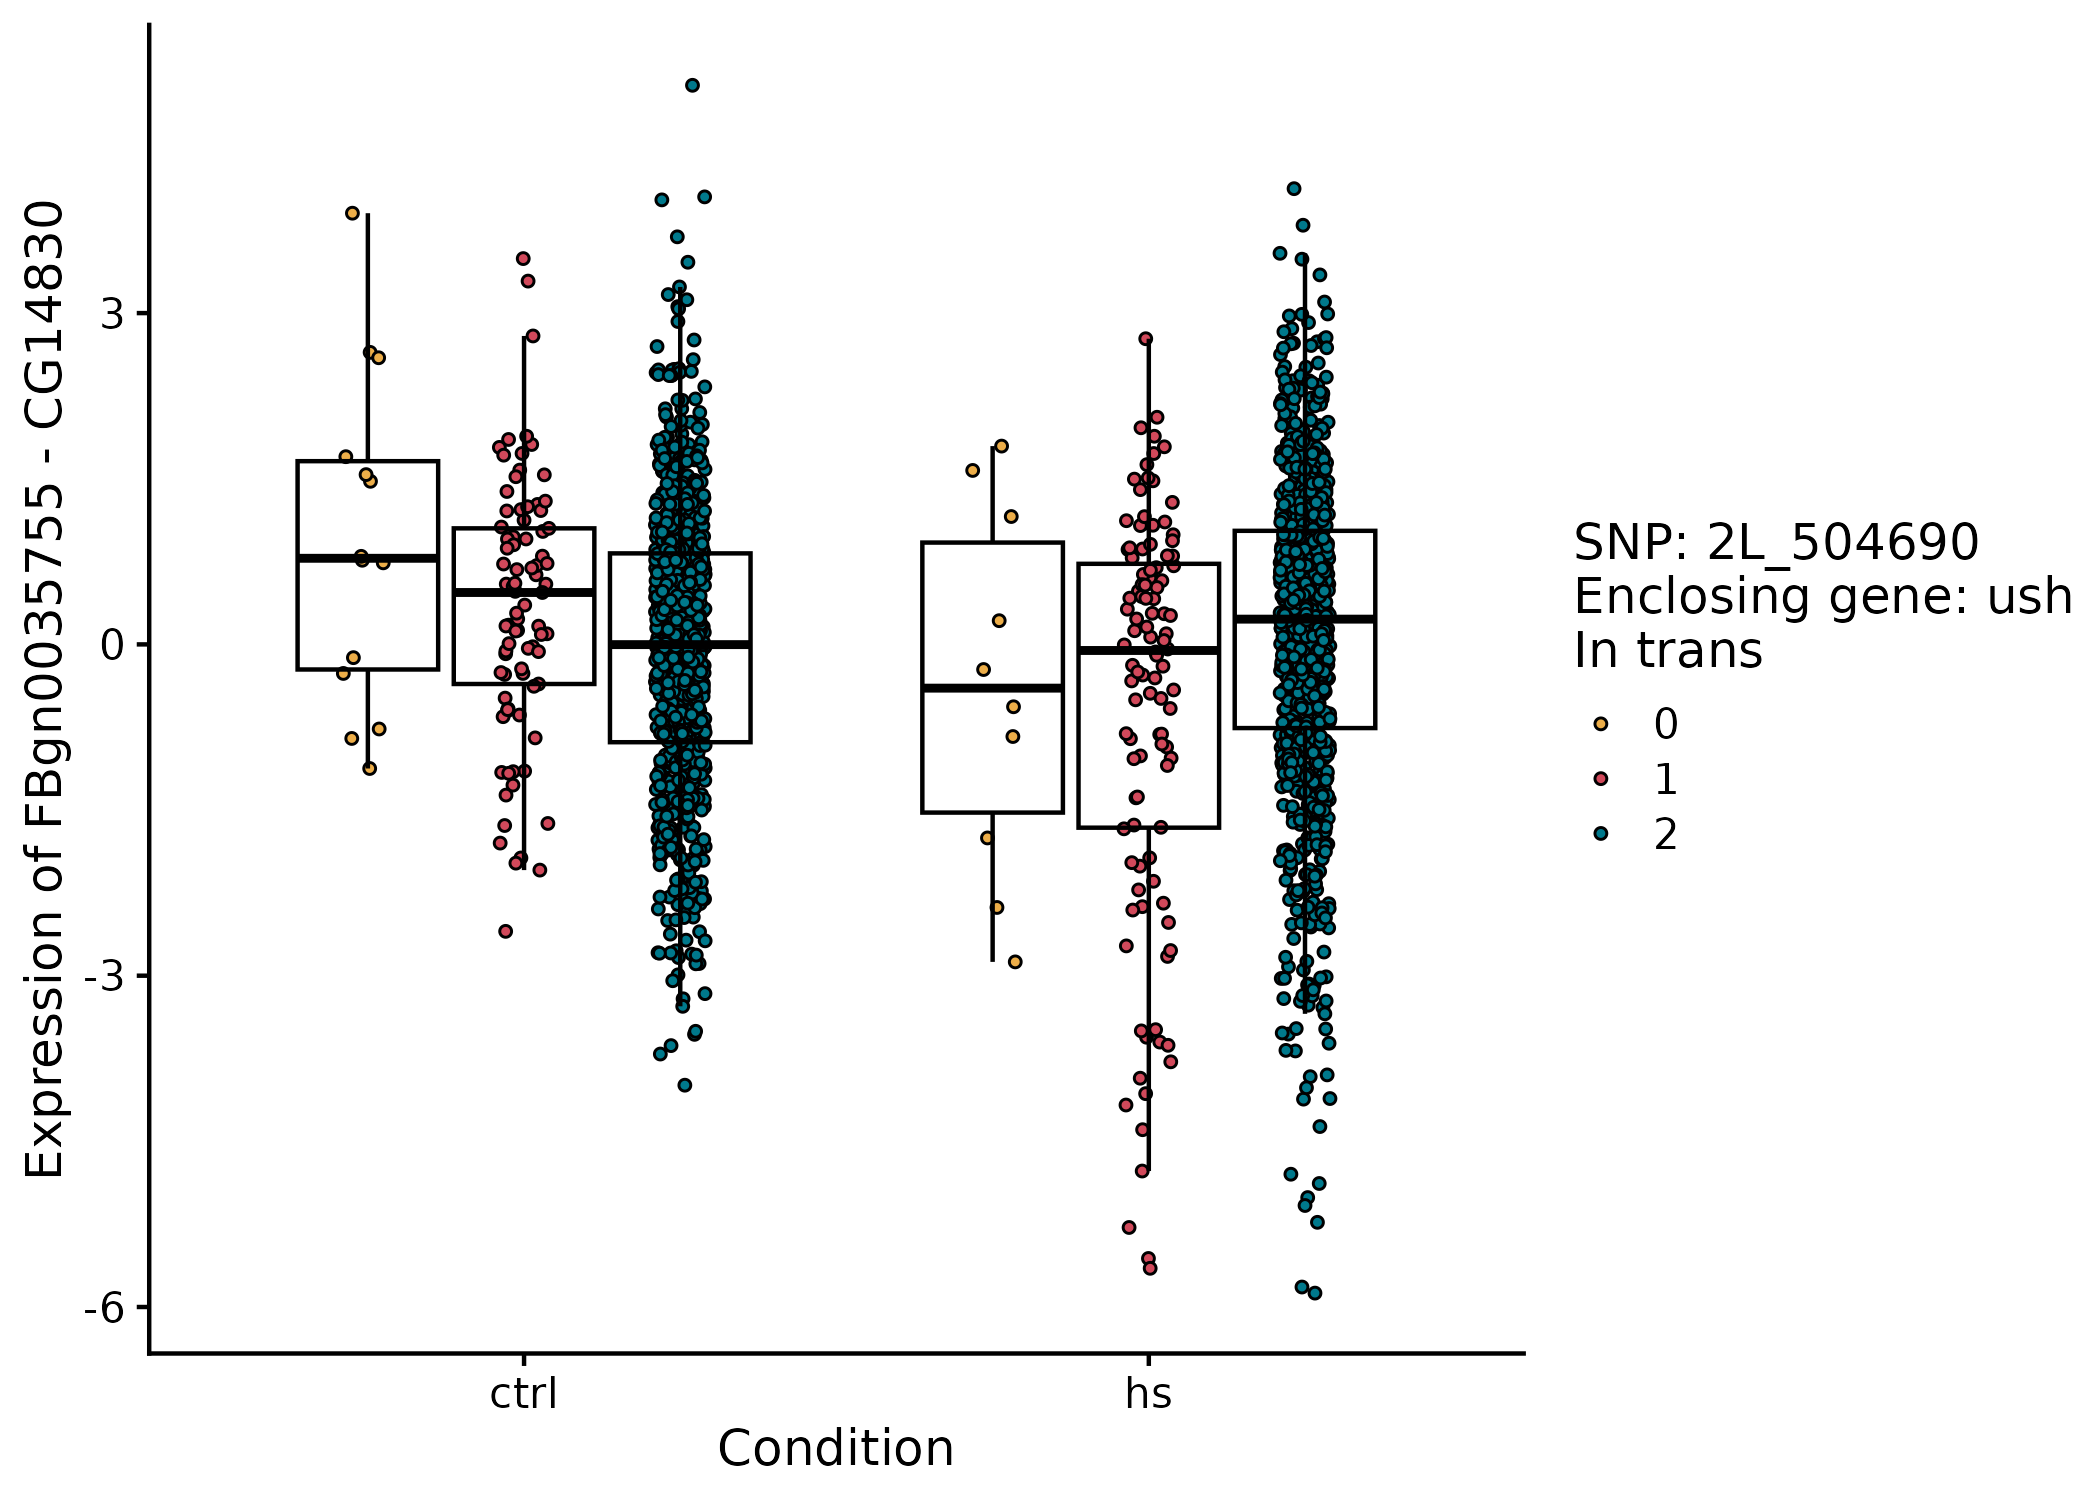 Expression of FBgn0035755 - CG14830
3
0
-3
-6
ctrl
hs
Condition
SNP: 2L_504690
Enclosing gene: ush
In trans
0
1
2